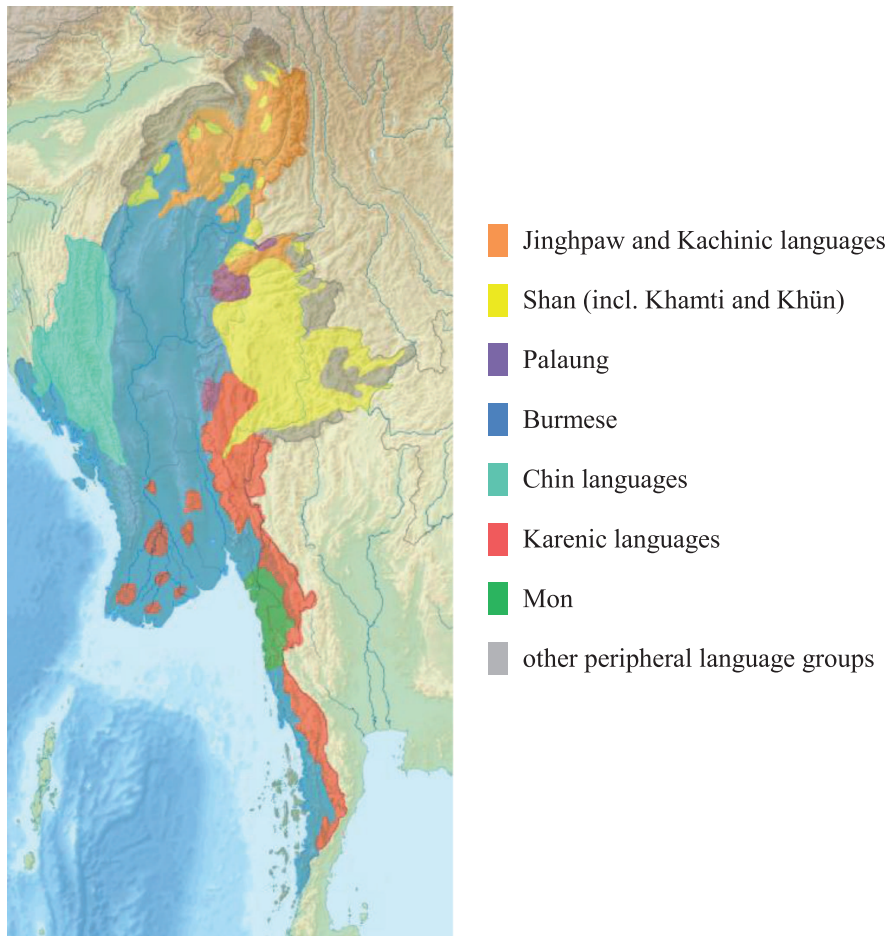 Jinghpaw and Kachinic languages
Shan (incl. Khamti and Khün)
Palaung
Burmese
Chin languages
Karenic languages
Mon
other peripheral language groups